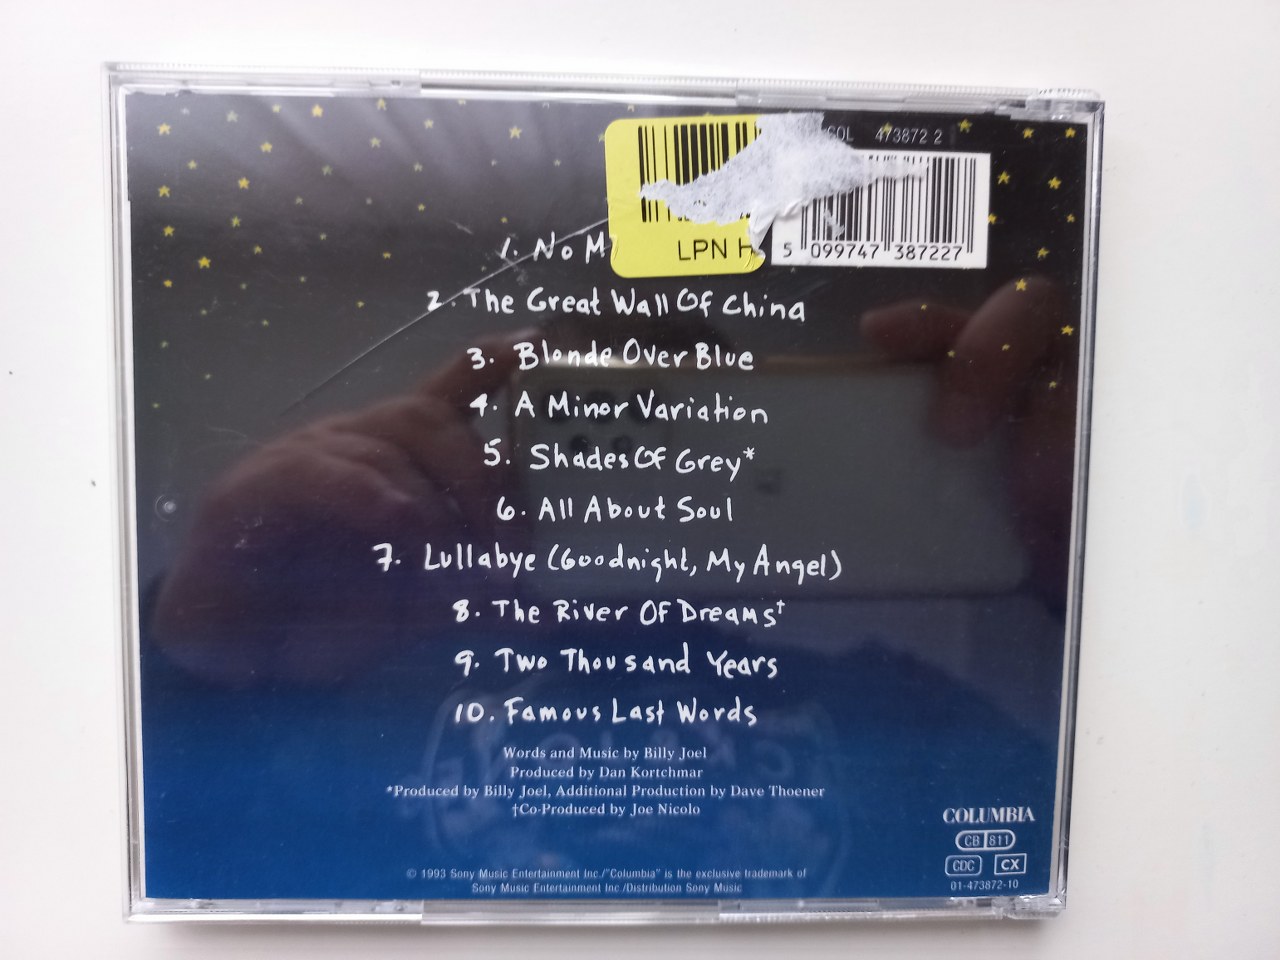 COL 473872 2
LPN
5 099747 387227
1. No
2. The Great Wall Of China
3. Blonde Over Blue
4. A Minor Variation
5. Shades Of Grey*
6. All About Soul
7. Lullabye (Goodnight, My Angel)
8. The River Of Dreams†
9. Two Thousand Years
10. Famous Last Words
Words and Music by Billy Joel
Produced by Dan Kortchmar
*Produced by Billy Joel, Additional Production by Dave Thoener
†Co-Produced by Joe Nicolo
COLUMBIA
CB 811
CDC CX
01-473872-10
© 1993 Sony Music Entertainment Inc./"Columbia" is the exclusive trademark of
Sony Music Entertainment Inc./Distribution Sony Music